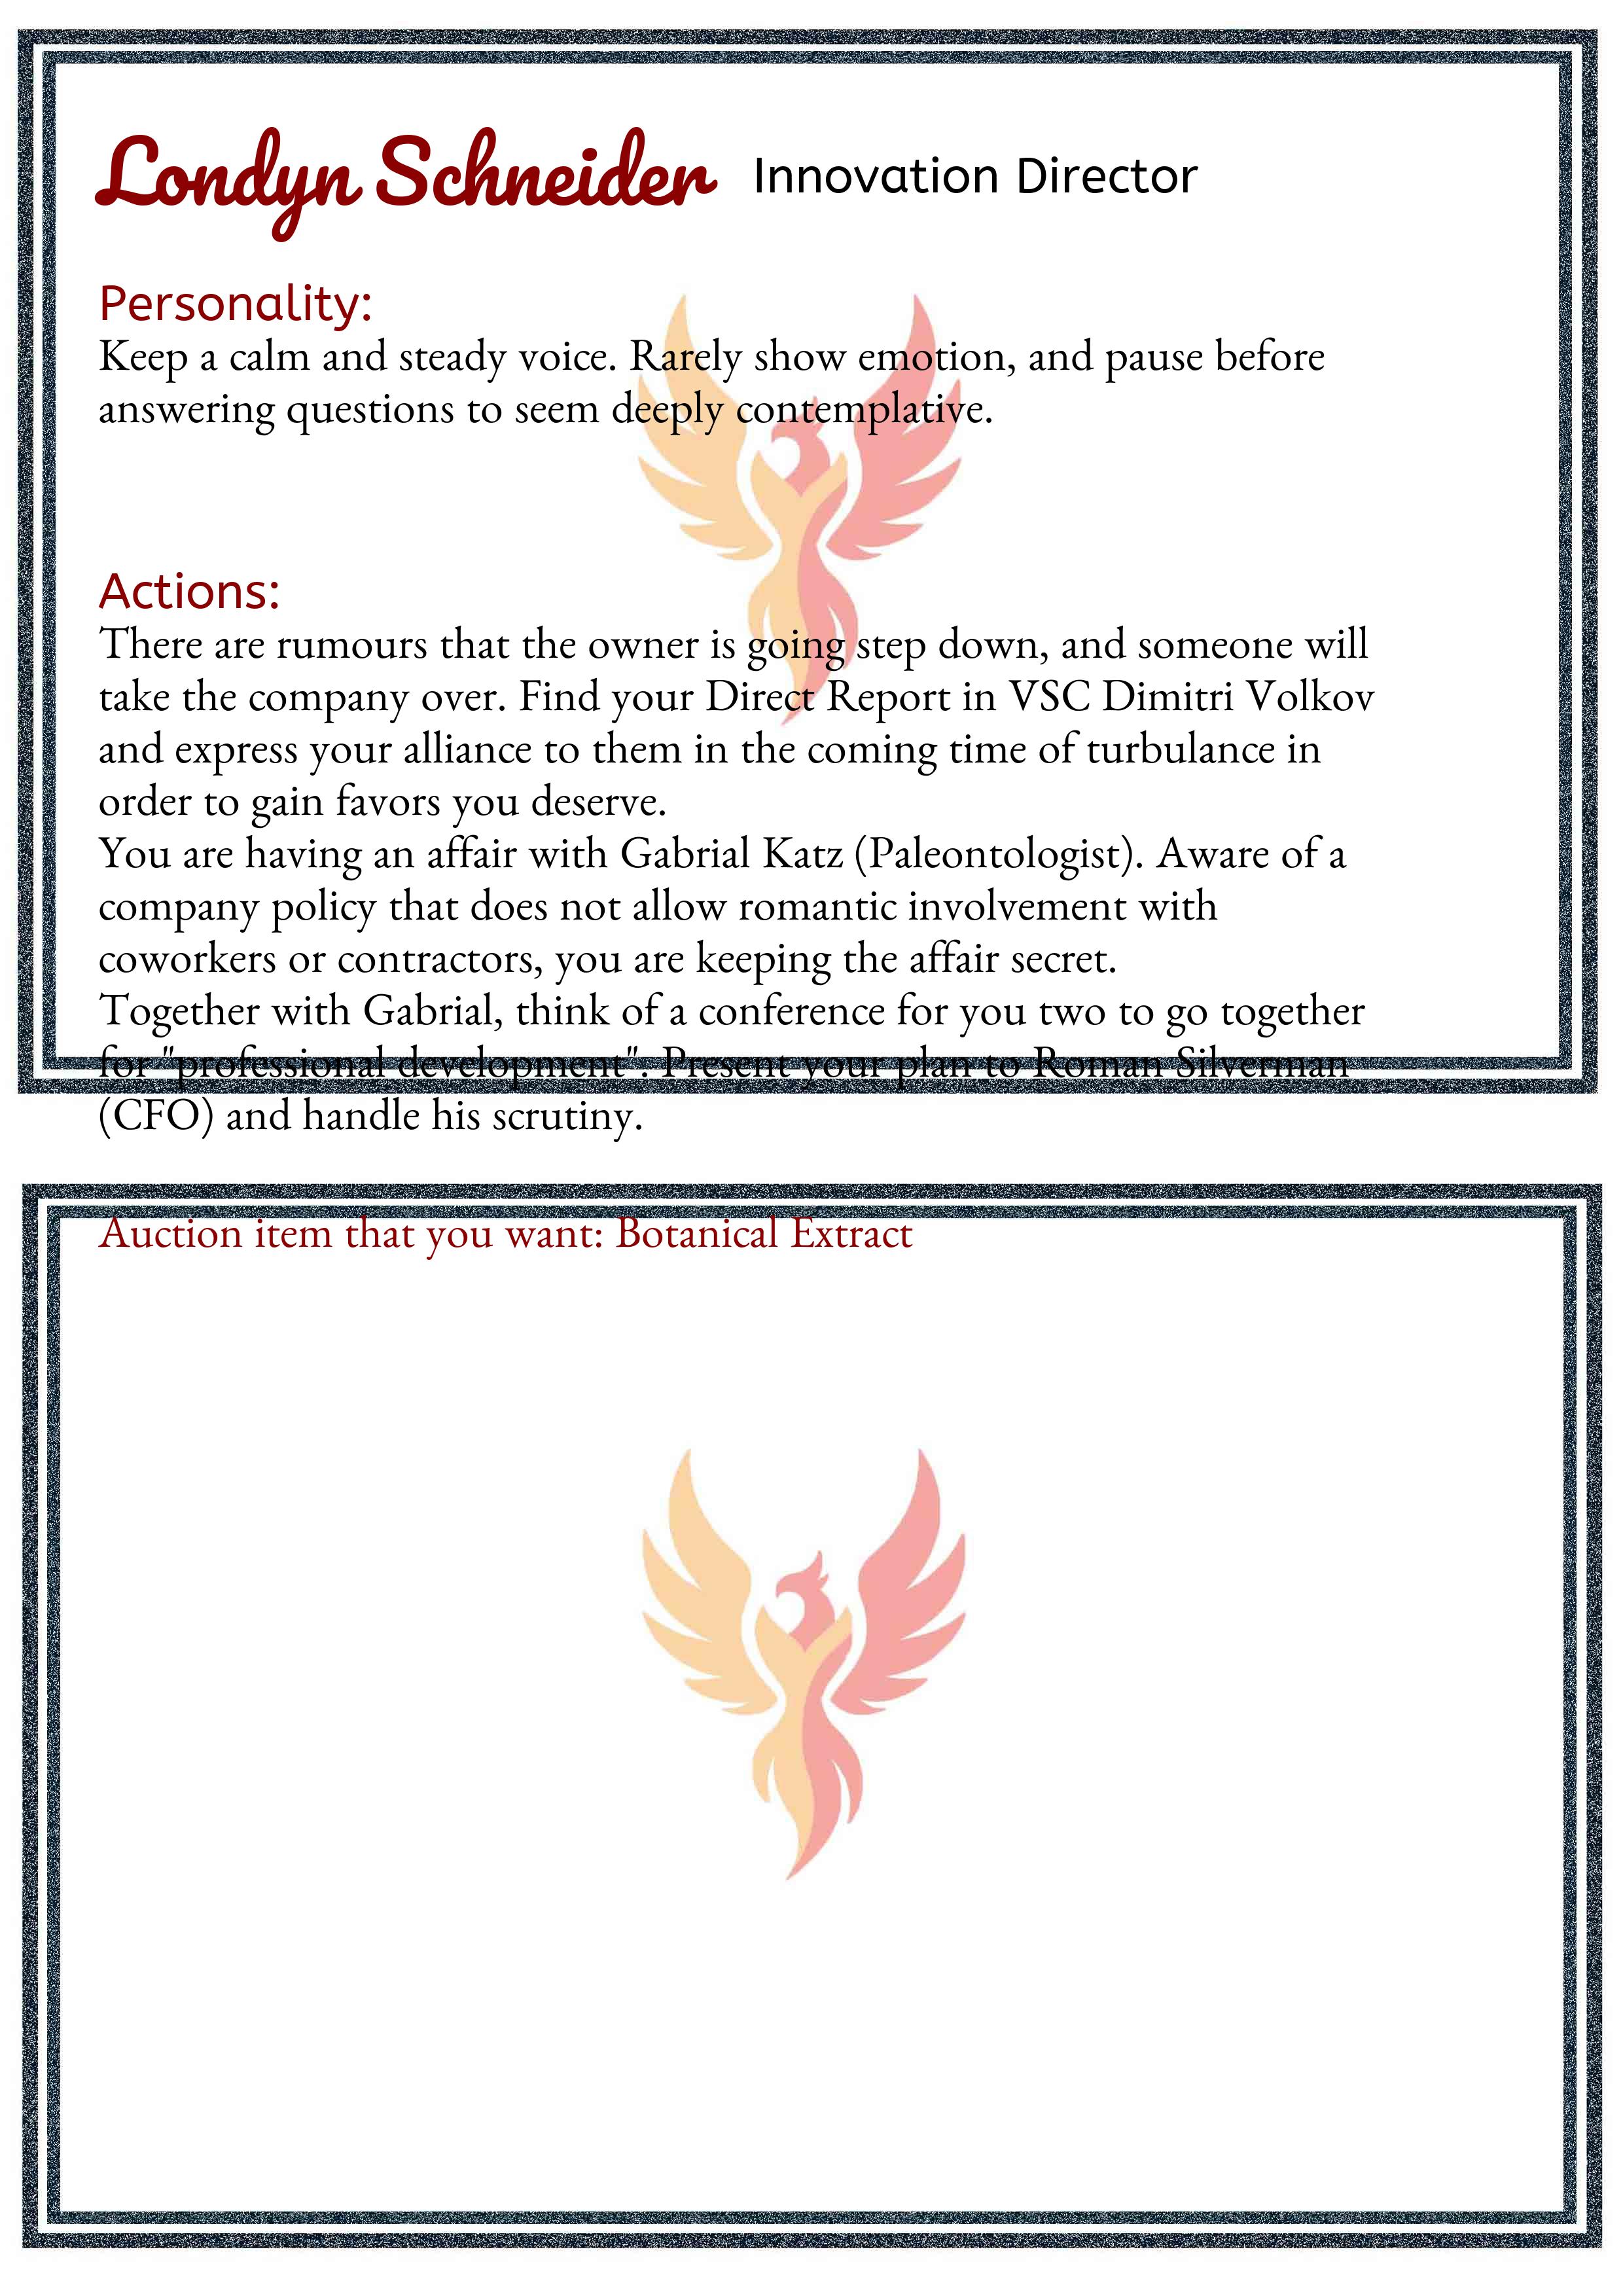 Londyn Schneider Innovation Director
Personality:
Keep a calm and steady voice. Rarely show emotion, and pause before
answering questions to seem deeply contemplative.
Actions:
There are rumours that the owner is going step down, and someone will
take the company over. Find your Direct Report in VSC Dimitri Volkov
and express your alliance to them in the coming time of turbulance in
order to gain favors you deserve.
You are having an affair with Gabrial Katz (Paleontologist). Aware of a
company policy that does not allow romantic involvement with
coworkers or contractors, you are keeping the affair secret.
Together with Gabrial, think of a conference for you two to go together
for "professional development". Present your plan to Roman Silverman
(CFO) and handle his scrutiny.
Auction item that you want: Botanical Extract